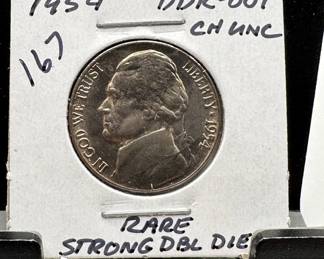 1954 DDR-001
CH UNC
167
IN GOD WE TRUST
LIBERTY ★ 1954
RARE
STRONG DBL DIE